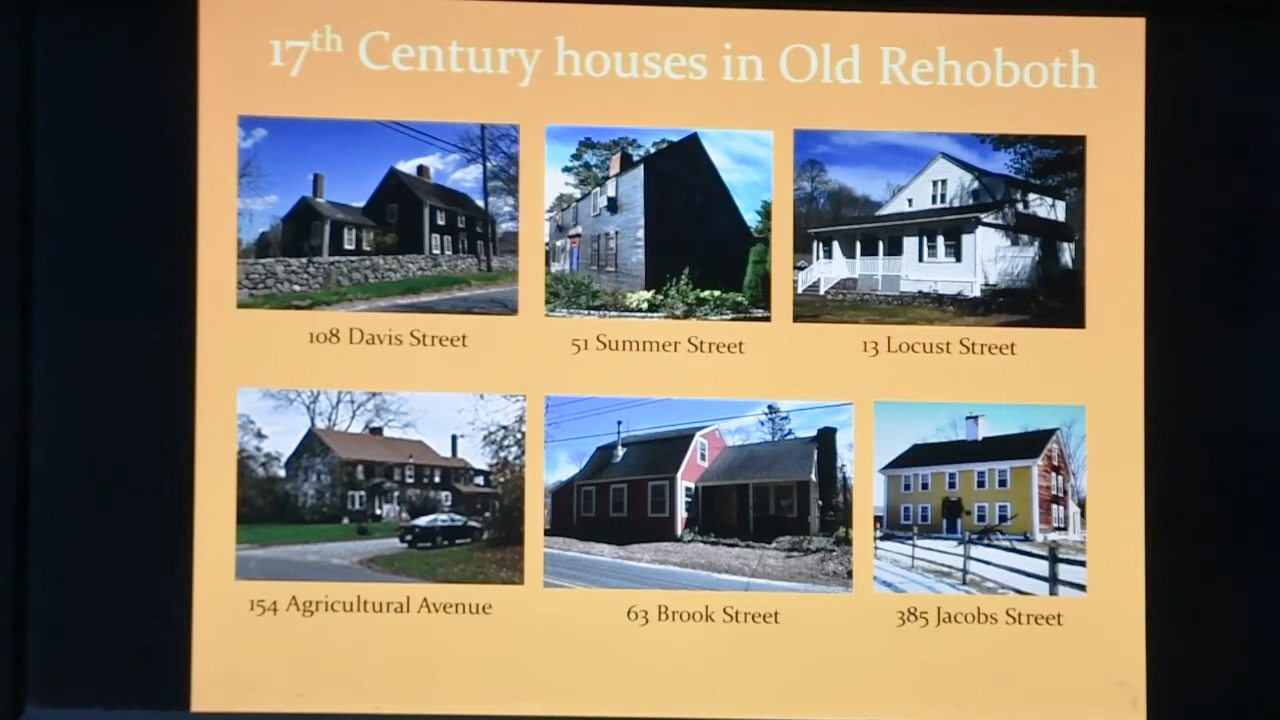 17th Century houses in Old Rehoboth
108 Davis Street
51 Summer Street
13 Locust Street
154 Agricultural Avenue
63 Brook Street
385 Jacobs Street